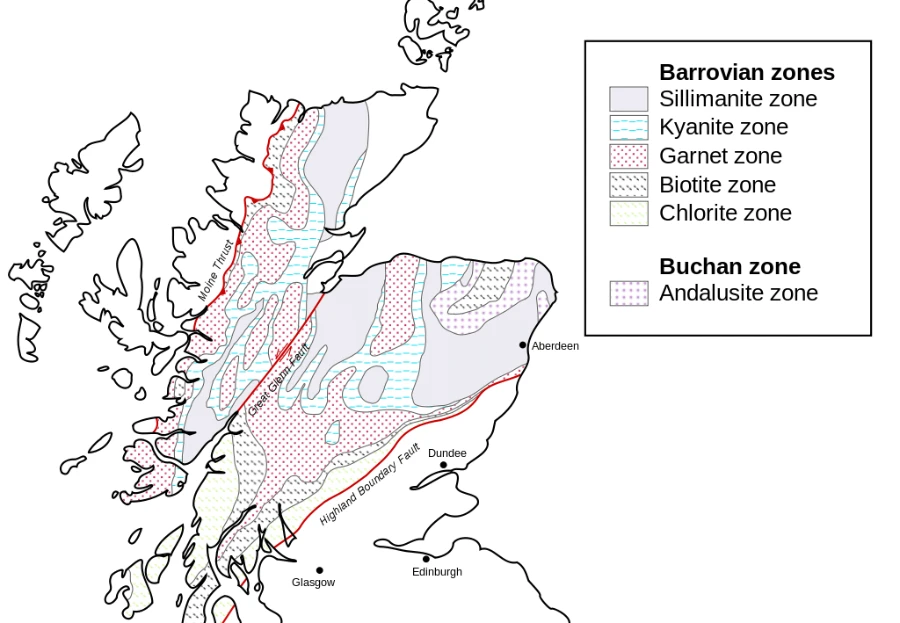 Barrovian zones
Sillimanite zone
Kyanite zone
Garnet zone
Biotite zone
Chlorite zone
Buchan zone
Andalusite zone
Moine Thrust
Great Glenn Fault
Aberdeen
Highland Boundary Fault
Dundee
Glasgow
Edinburgh